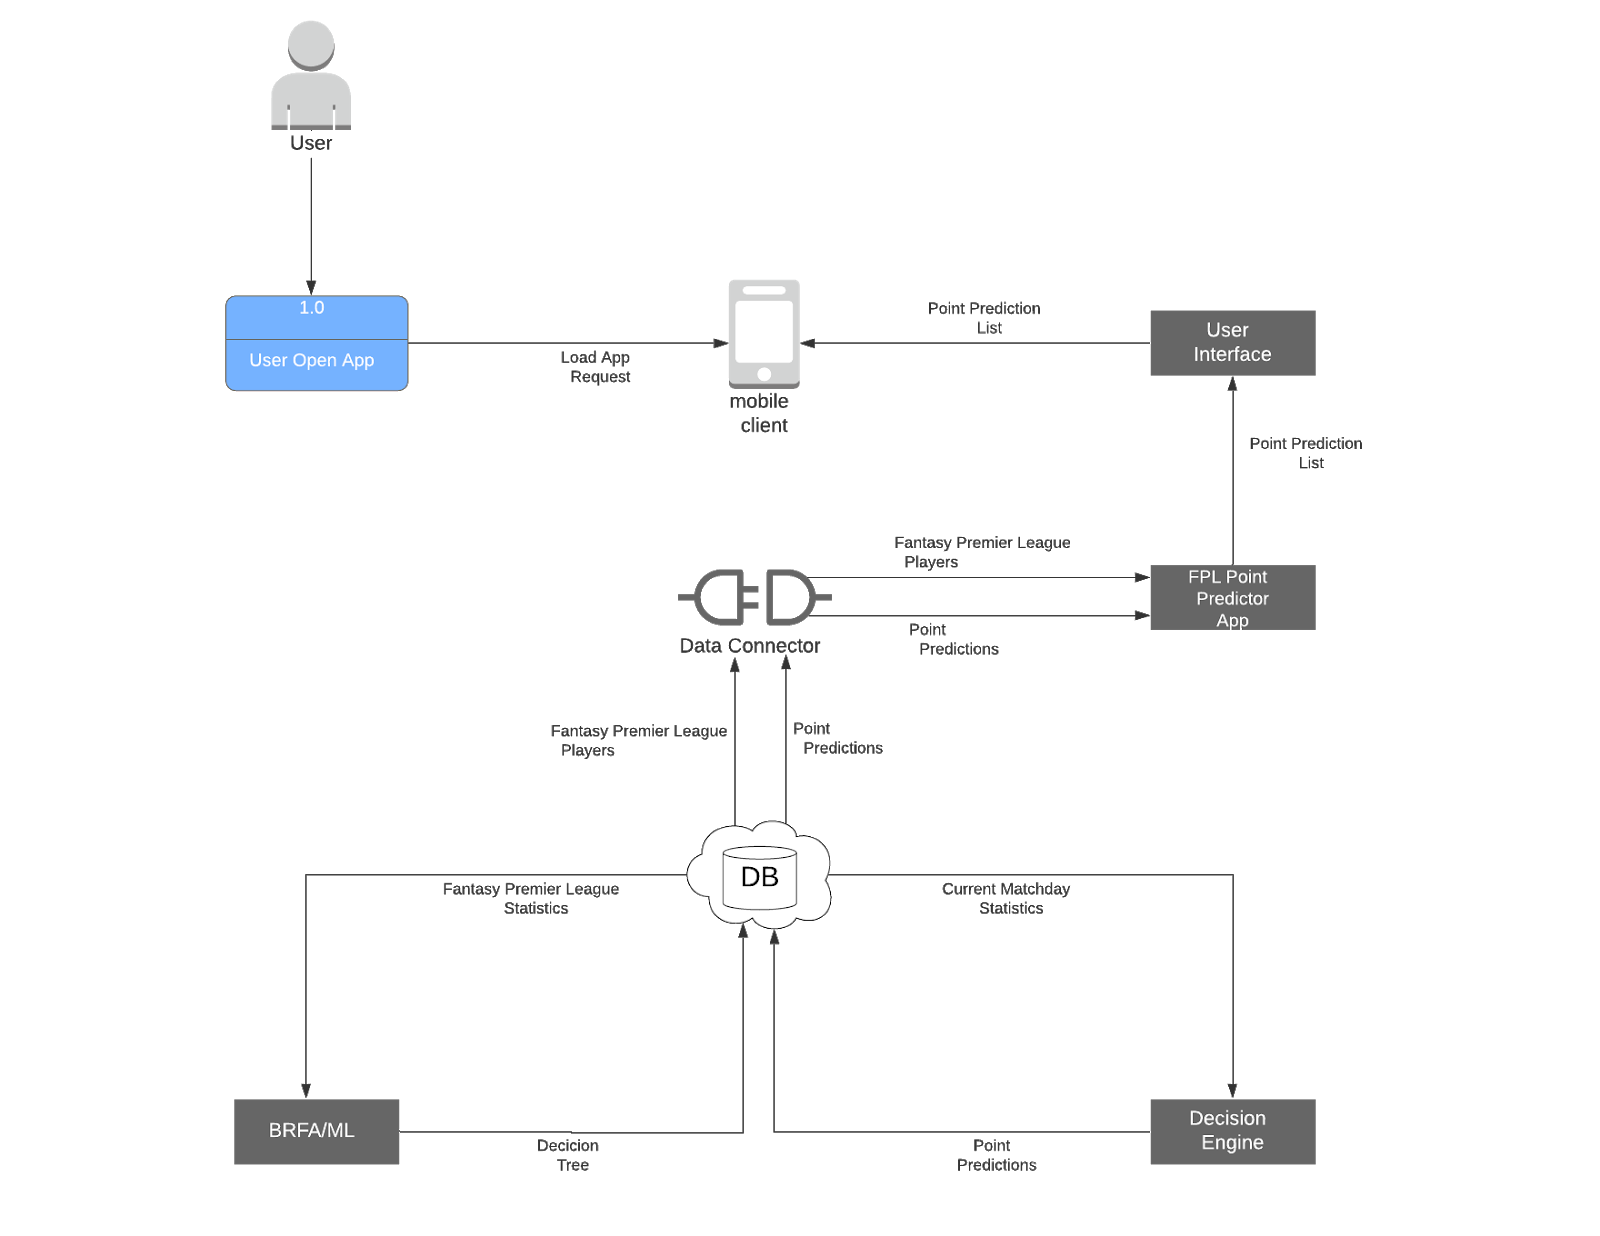 User
1.0
User Open App
Load App
Request
mobile
client
Point Prediction
List
User
Interface
Point Prediction
List
Fantasy Premier League
Players
FPL Point
Predictor
App
Point
Predictions
Data Connector
Fantasy Premier League
Players
Point
Predictions
DB
Fantasy Premier League
Statistics
Current Matchday
Statistics
BRFA/ML
Decicion
Tree
Point
Predictions
Decision
Engine